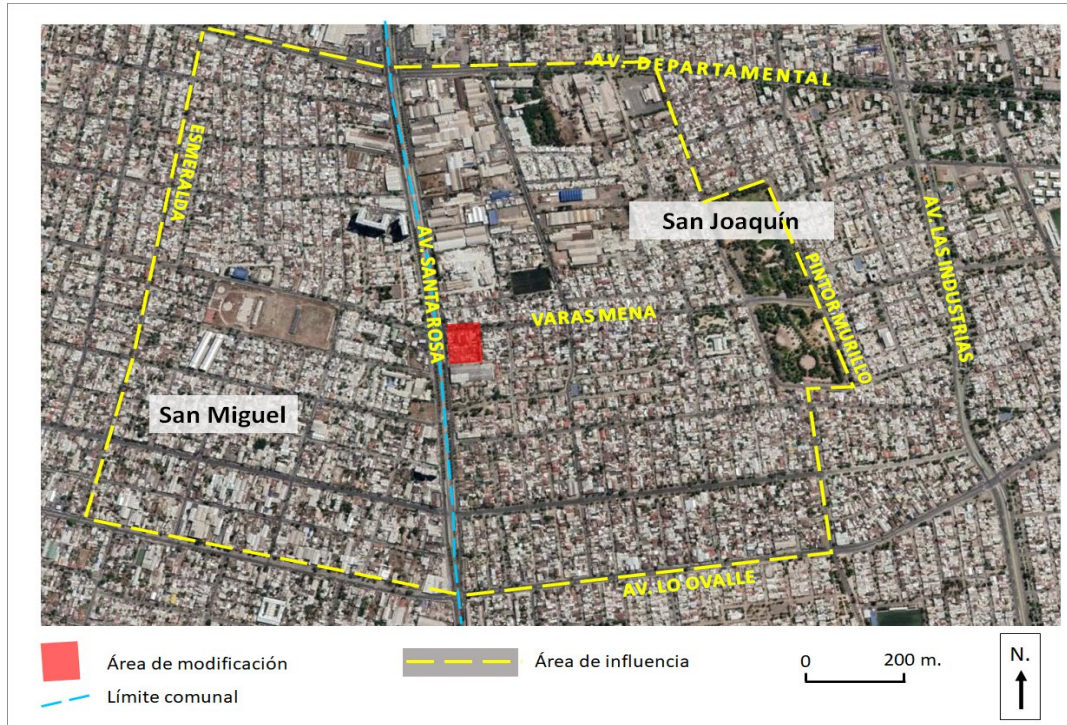 AV. DEPARTAMENTAL
ESMERALDA
San Joaquín
AV. SANTA ROSA
AV. LAS INDUSTRIAS
PINTOR MURILLO
VARAS MENA
San Miguel
AV. LO OVALLE
Área de modificación
Área de influencia
0 200 m.
N.
Límite comunal